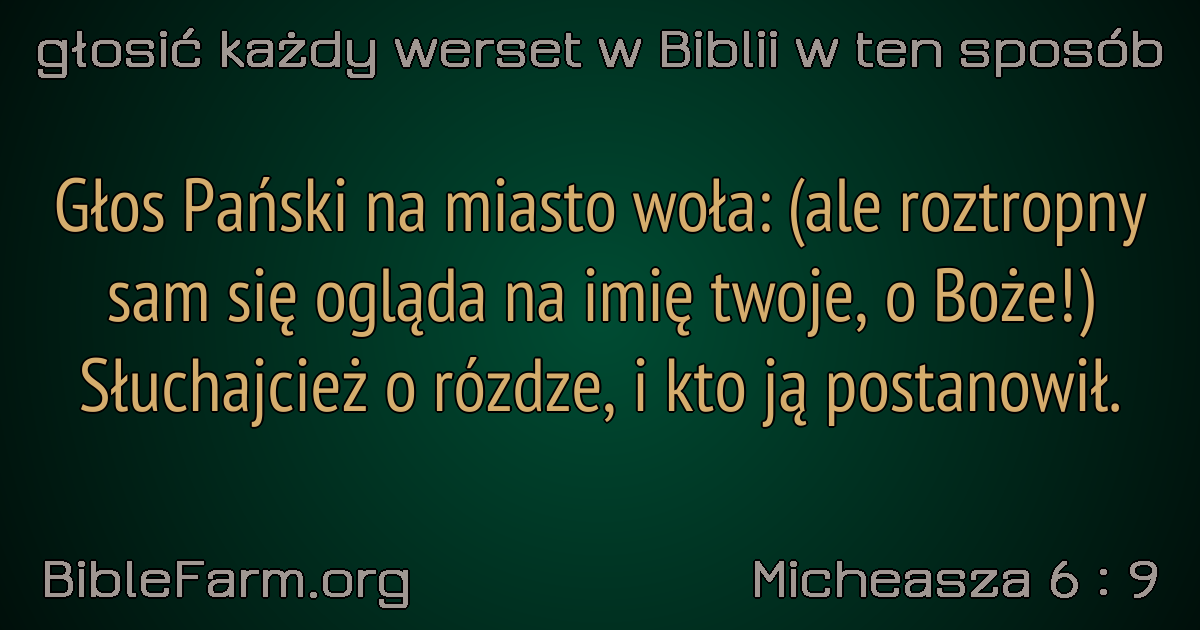 głosić każdy werset w Biblii w ten sposób
Głos Pański na miasto woła: (ale roztropny
sam się ogląda na imię twoje, o Boże!)
Słuchajcież o rózdze, i kto ją postanowił.
BibleFarm.org
Micheasza 6 : 9